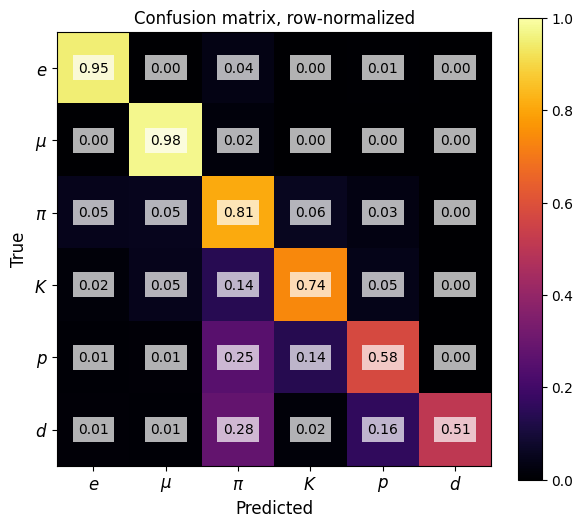 Confusion matrix, row-normalized
True
e 0.95 0.00 0.04 0.00 0.01 0.00
μ 0.00 0.98 0.02 0.00 0.00 0.00
π 0.05 0.05 0.81 0.06 0.03 0.00
K 0.02 0.05 0.14 0.74 0.05 0.00
p 0.01 0.01 0.25 0.14 0.58 0.00
d 0.01 0.01 0.28 0.02 0.16 0.51
e μ π K p d
Predicted
1.0
0.8
0.6
0.4
0.2
0.0